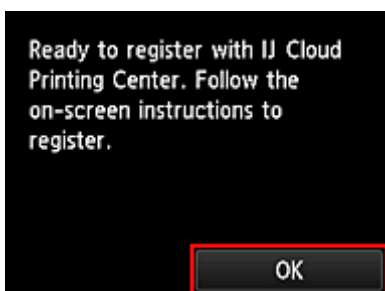 Ready to register with IJ Cloud
Printing Center. Follow the
on-screen instructions to
register.
OK